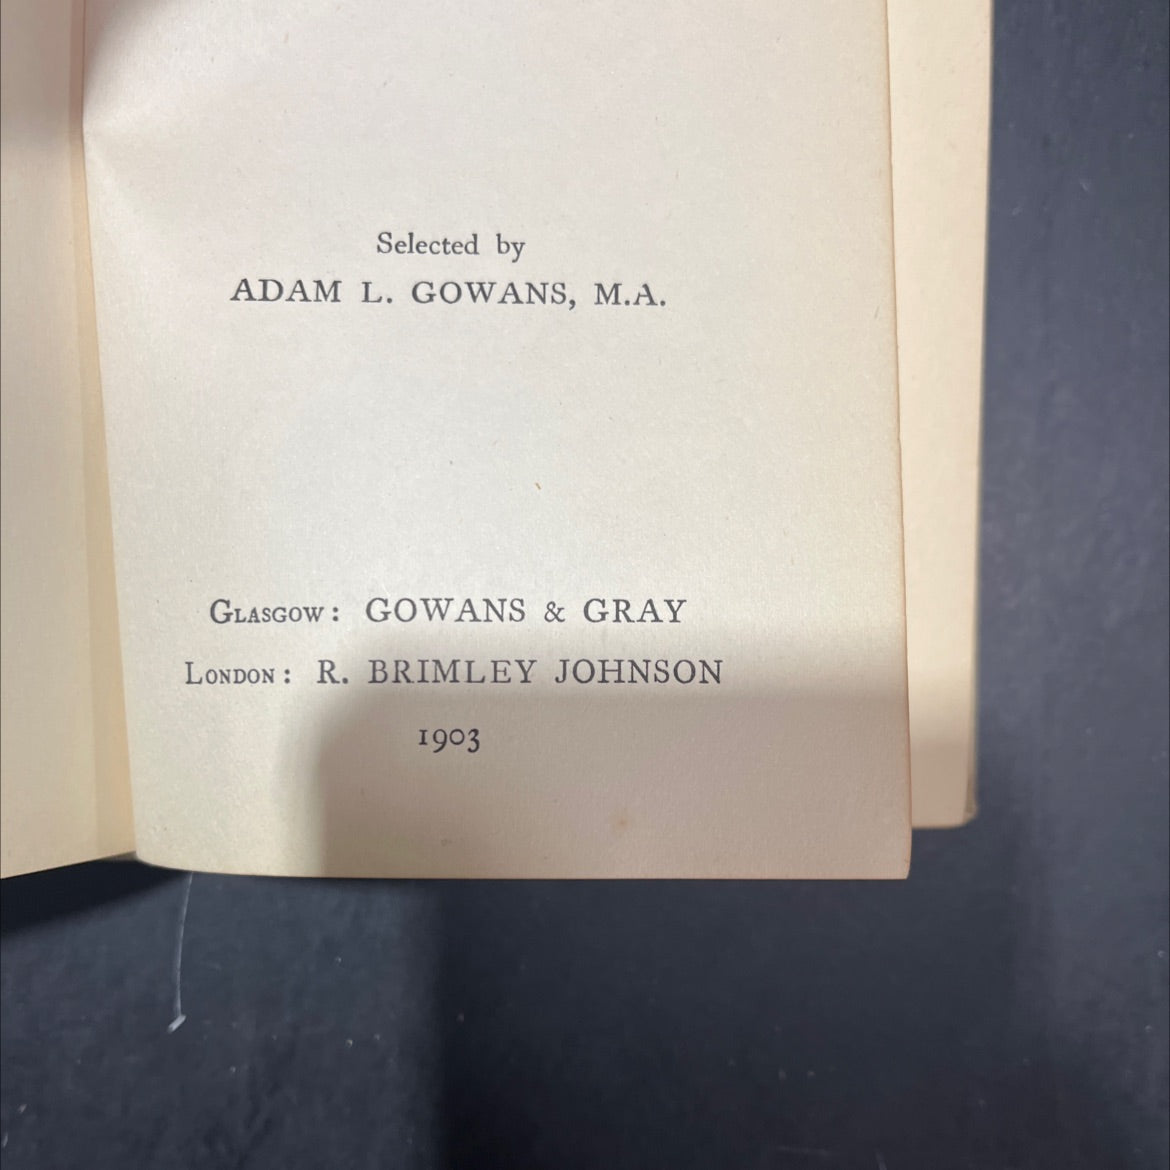 Selected by
ADAM L. GOWANS, M.A.
Glasgow: GOWANS & GRAY
London: R. BRIMLEY JOHNSON
1903